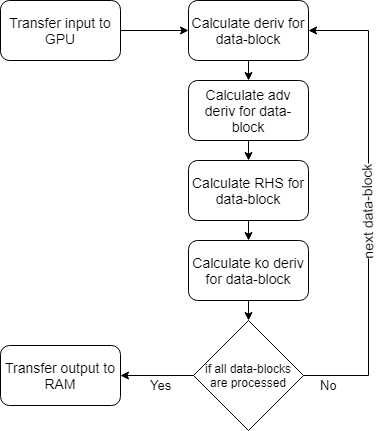 Transfer input to
GPU
Calculate deriv for
data-block
Calculate adv
deriv for data-
block
Calculate RHS for
data-block
next data-block
Calculate ko deriv
for data-block
Transfer output to
RAM
if all data-blocks
are processed
Yes
No